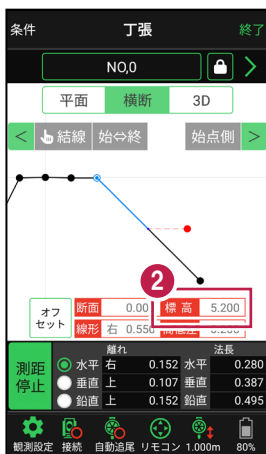 条件 丁張 終了
NO,0
平面 横断 3D
< 結線 始⇔終 始点側 >
2
オフセット 断面 0.00 標高 5.200
線形 右 0.550
離れ 法長
測距停止 水平 右 0.152 水平 0.280
垂直 上 0.107 垂直 0.387
鉛直 上 0.152 鉛直 0.495
観測設定 接続 自動追尾 リモコン 1.000m 80%